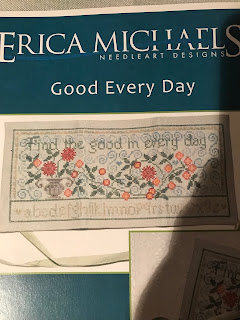 ERICA MICHAELS
NEEDLEART DESIGNS
Good Every Day
Find the good in every day